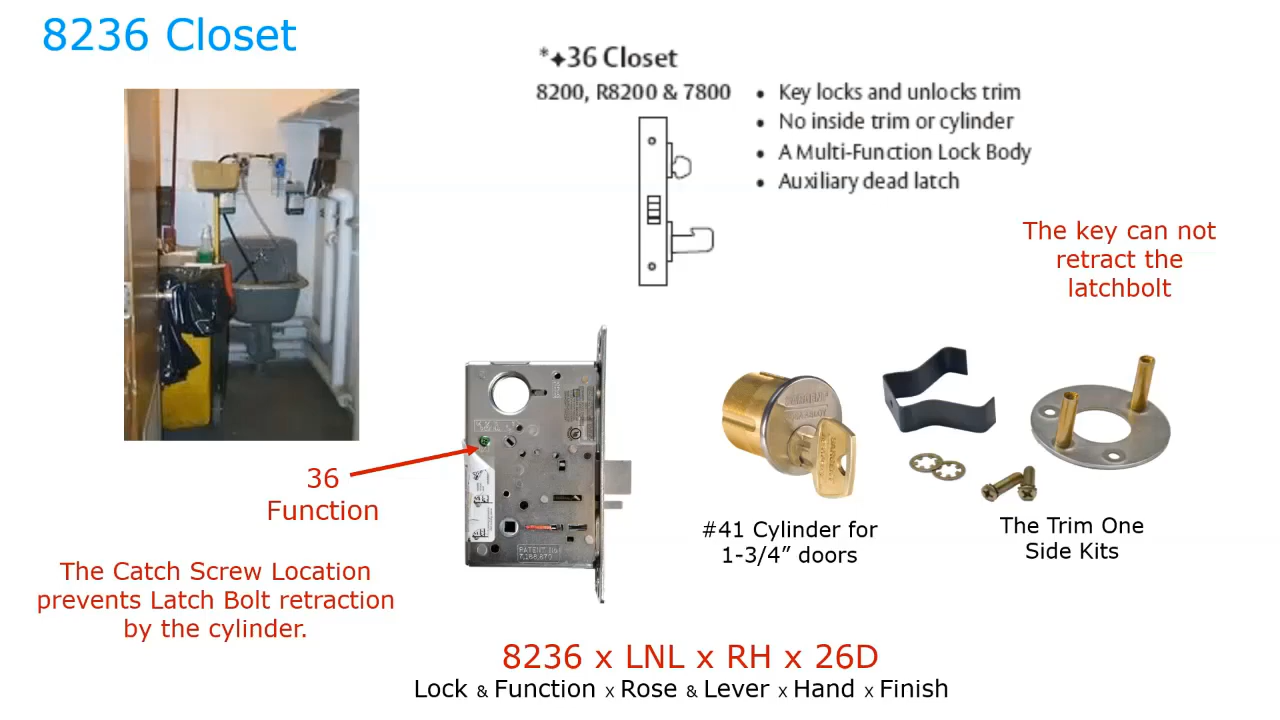 8236 Closet
*✦36 Closet
8200, R8200 & 7800
• Key locks and unlocks trim
• No inside trim or cylinder
• A Multi-Function Lock Body
• Auxiliary dead latch
The key can not
retract the
latchbolt
36
Function
The Catch Screw Location
prevents Latch Bolt retraction
by the cylinder.
#41 Cylinder for
1-3/4” doors
The Trim One
Side Kits
8236 x LNL x RH x 26D
Lock & Function x Rose & Lever x Hand x Finish